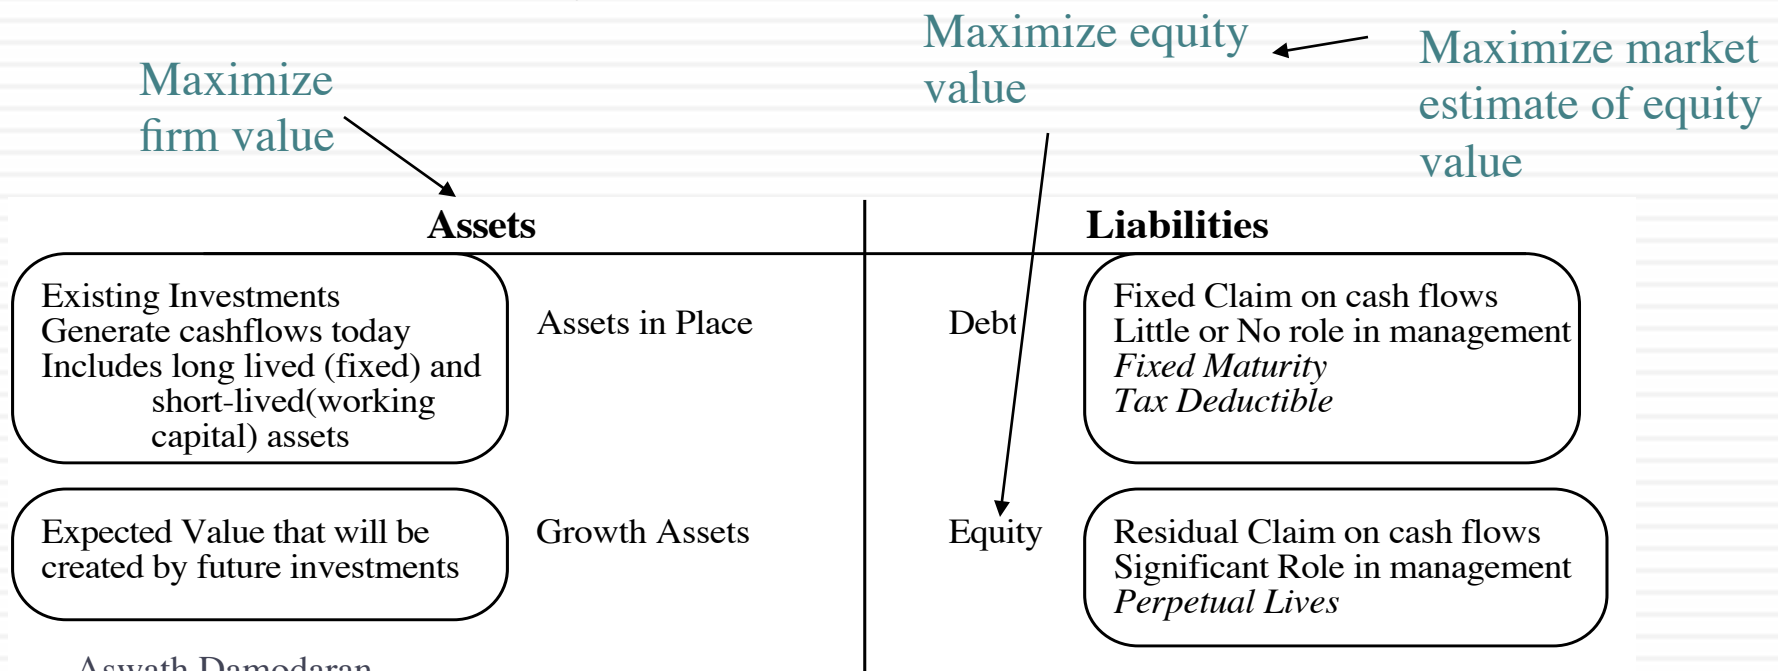 Maximize
firm value
Maximize equity
value
Maximize market
estimate of equity
value
Assets
Liabilities
Existing Investments
Generate cashflows today
Includes long lived (fixed) and
short-lived(working
capital) assets
Assets in Place
Debt
Fixed Claim on cash flows
Little or No role in management
Fixed Maturity
Tax Deductible
Expected Value that will be
created by future investments
Growth Assets
Equity
Residual Claim on cash flows
Significant Role in management
Perpetual Lives
Aswath Damodaran